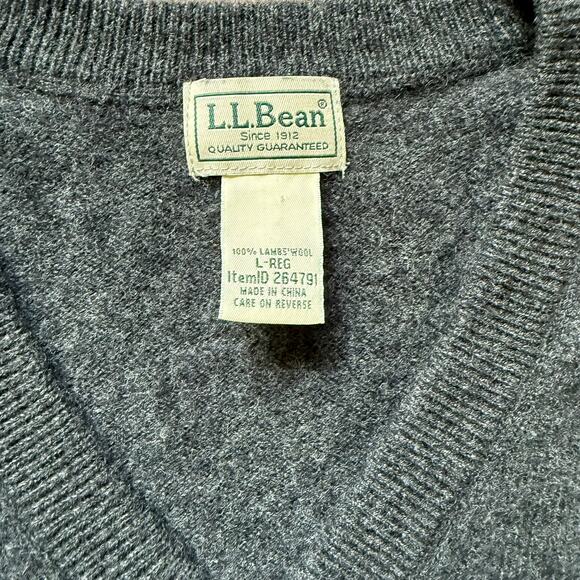 L.L.Bean®
Since 1912
QUALITY GUARANTEED
100% LAMBS' WOOL
L-REG
ItemID 264791
MADE IN CHINA
CARE ON REVERSE